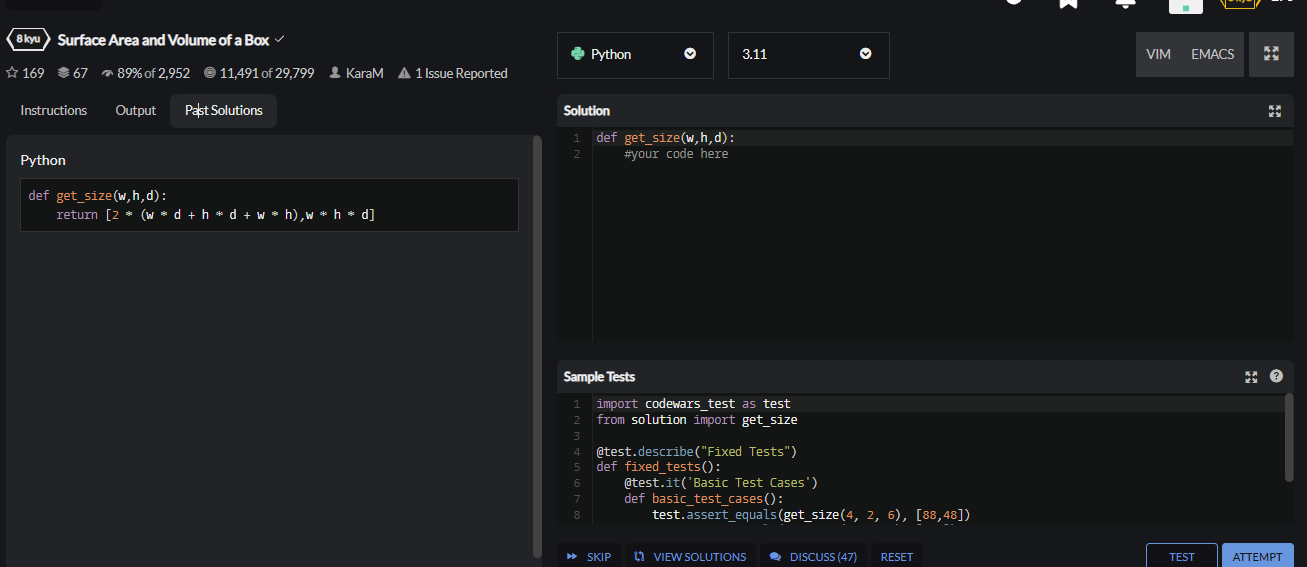 8 kyu Surface Area and Volume of a Box
169 67 89% of 2,952 11,491 of 29,799 KaraM 1 Issue Reported
Instructions Output Past Solutions
Python
def get_size(w,h,d):
return [2 * (w * d + h * d + w * h),w * h * d]
Python 3.11 VIM EMACS
Solution
1 def get_size(w,h,d):
2 #your code here
Sample Tests
1 import codewars_test as test
2 from solution import get_size
3
4 @test.describe("Fixed Tests")
5 def fixed_tests():
6 @test.it('Basic Test Cases')
7 def basic_test_cases():
8 test.assert_equals(get_size(4, 2, 6), [88,48])
SKIP VIEW SOLUTIONS DISCUSS (47) RESET TEST ATTEMPT